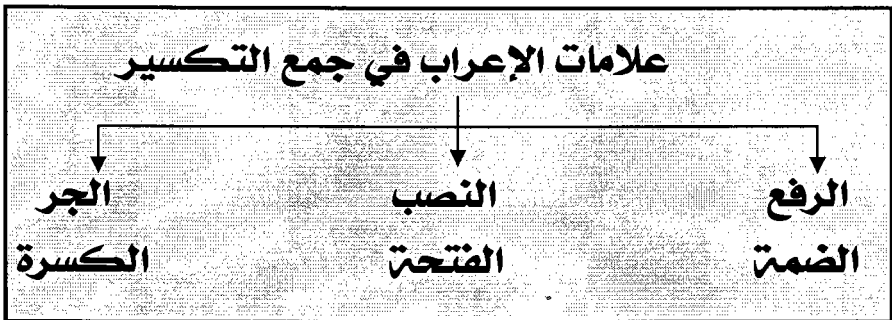 علامات الإعراب في جمع التكسير
الرفع النصب الجر
الضمة الفتحة الكسرة